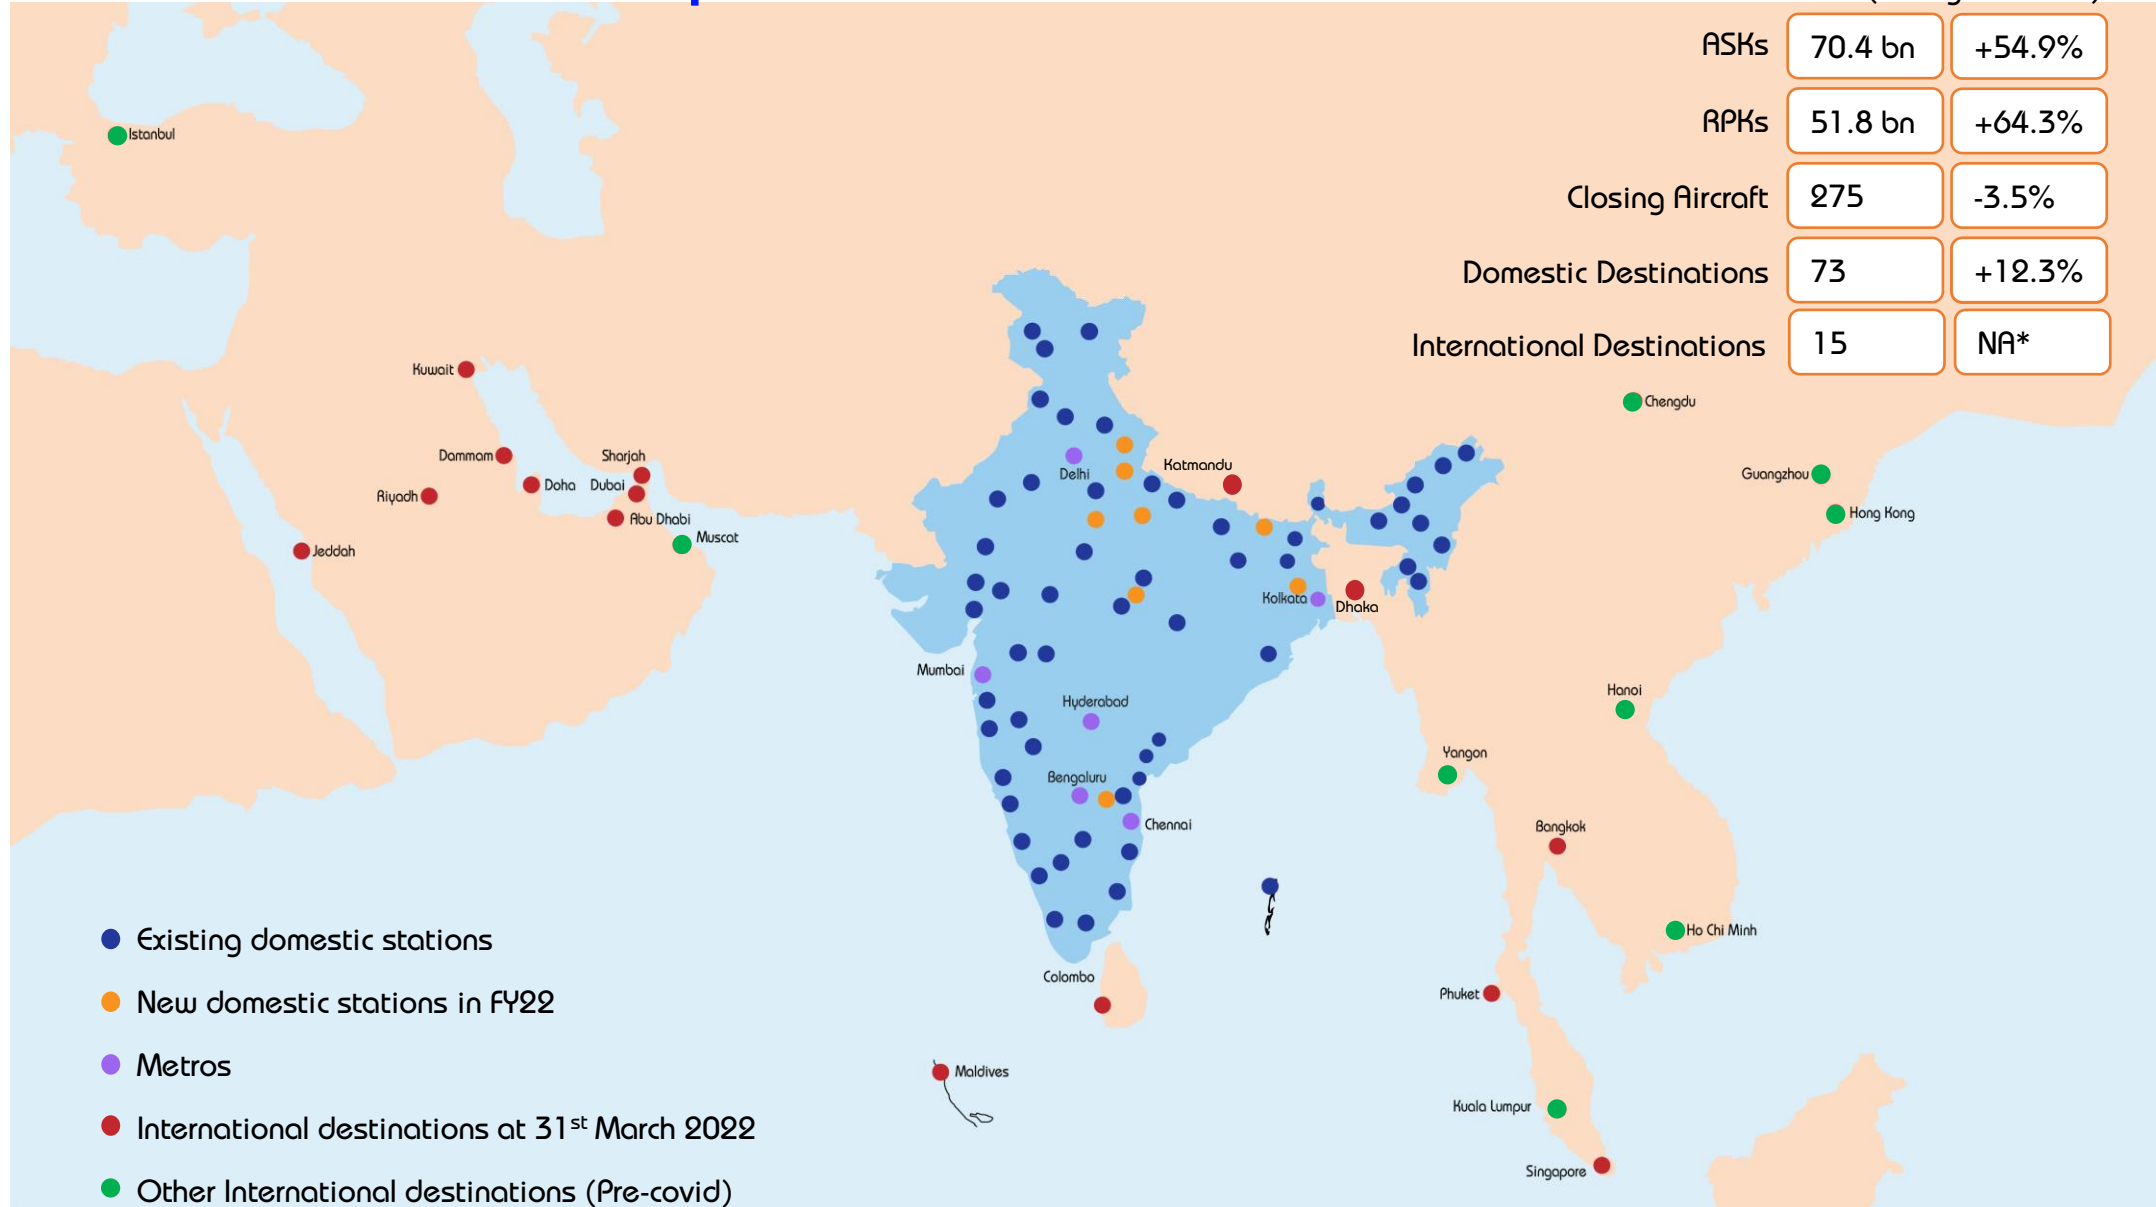 ASKs 70.4 bn +54.9%
RPKs 51.8 bn +64.3%
Closing Aircraft 275 -3.5%
Domestic Destinations 73 +12.3%
International Destinations 15 NA*
Istanbul
Kuwait
Chengdu
Dammam
Sharjah
Delhi
Katmandu
Guangzhou
Riyadh
Doha
Dubai
Abu Dhabi
Hong Kong
Muscat
Jeddah
Kolkata
Dhaka
Mumbai
Hyderabad
Hanoi
Yangon
Bengaluru
Chennai
Bangkok
Ho Chi Minh
Colombo
Phuket
Maldives
Kuala Lumpur
Singapore
Existing domestic stations
New domestic stations in FY22
Metros
International destinations at 31st March 2022
Other International destinations (Pre-covid)